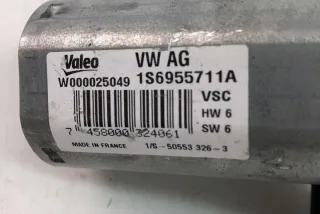 Valeo VW AG
W000025049 1S6955711A
VSC
HW 6
7 458000 324061 SW 6
MADE IN FRANCE 1/S - 50553 326-3